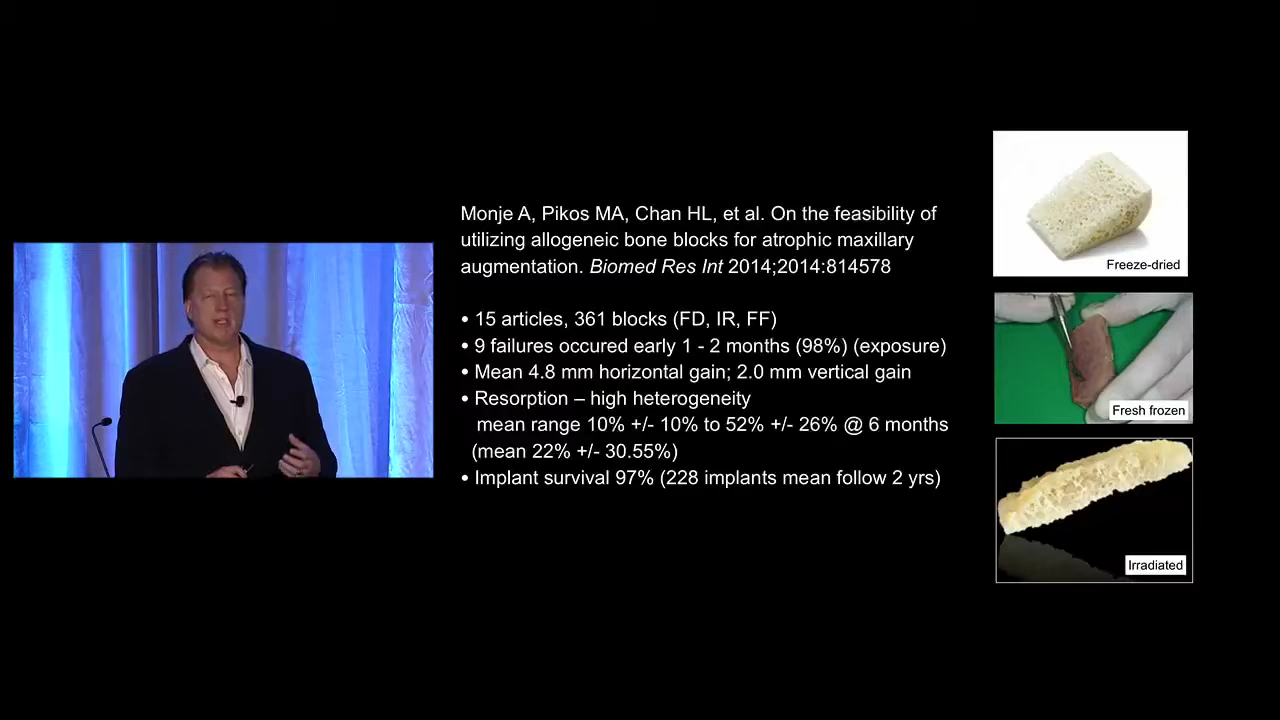 Monje A, Pikos MA, Chan HL, et al. On the feasibility of
utilizing allogeneic bone blocks for atrophic maxillary
augmentation. Biomed Res Int 2014;2014:814578
• 15 articles, 361 blocks (FD, IR, FF)
• 9 failures occured early 1 - 2 months (98%) (exposure)
• Mean 4.8 mm horizontal gain; 2.0 mm vertical gain
• Resorption – high heterogeneity
mean range 10% +/- 10% to 52% +/- 26% @ 6 months
(mean 22% +/- 30.55%)
• Implant survival 97% (228 implants mean follow 2 yrs)
Freeze-dried
Fresh frozen
Irradiated